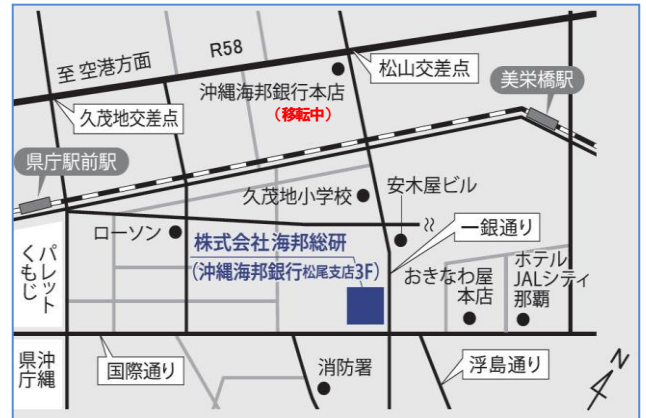 至 空港方面
R58
松山交差点
美栄橋駅
沖縄海邦銀行本店
（移転中）
久茂地交差点
県庁駅前駅
久茂地小学校
安木屋ビル
一銀通り
ローソン
株式会社海邦総研
（沖縄海邦銀行松尾支店3F）
パレット
くもじ
おきなわ屋
本店
ホテル
JALシティ
那覇
沖縄
県庁
国際通り
消防署
浮島通り
N